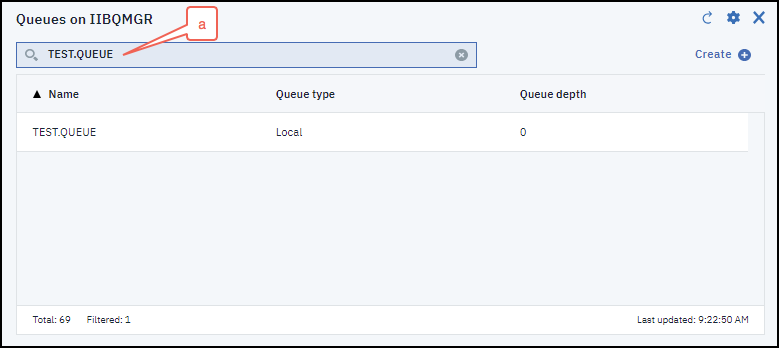 Queues on IIBQMGR
a
TEST.QUEUE
Create
▲ Name Queue type Queue depth
TEST.QUEUE Local 0
Total: 69 Filtered: 1 Last updated: 9:22:50 AM